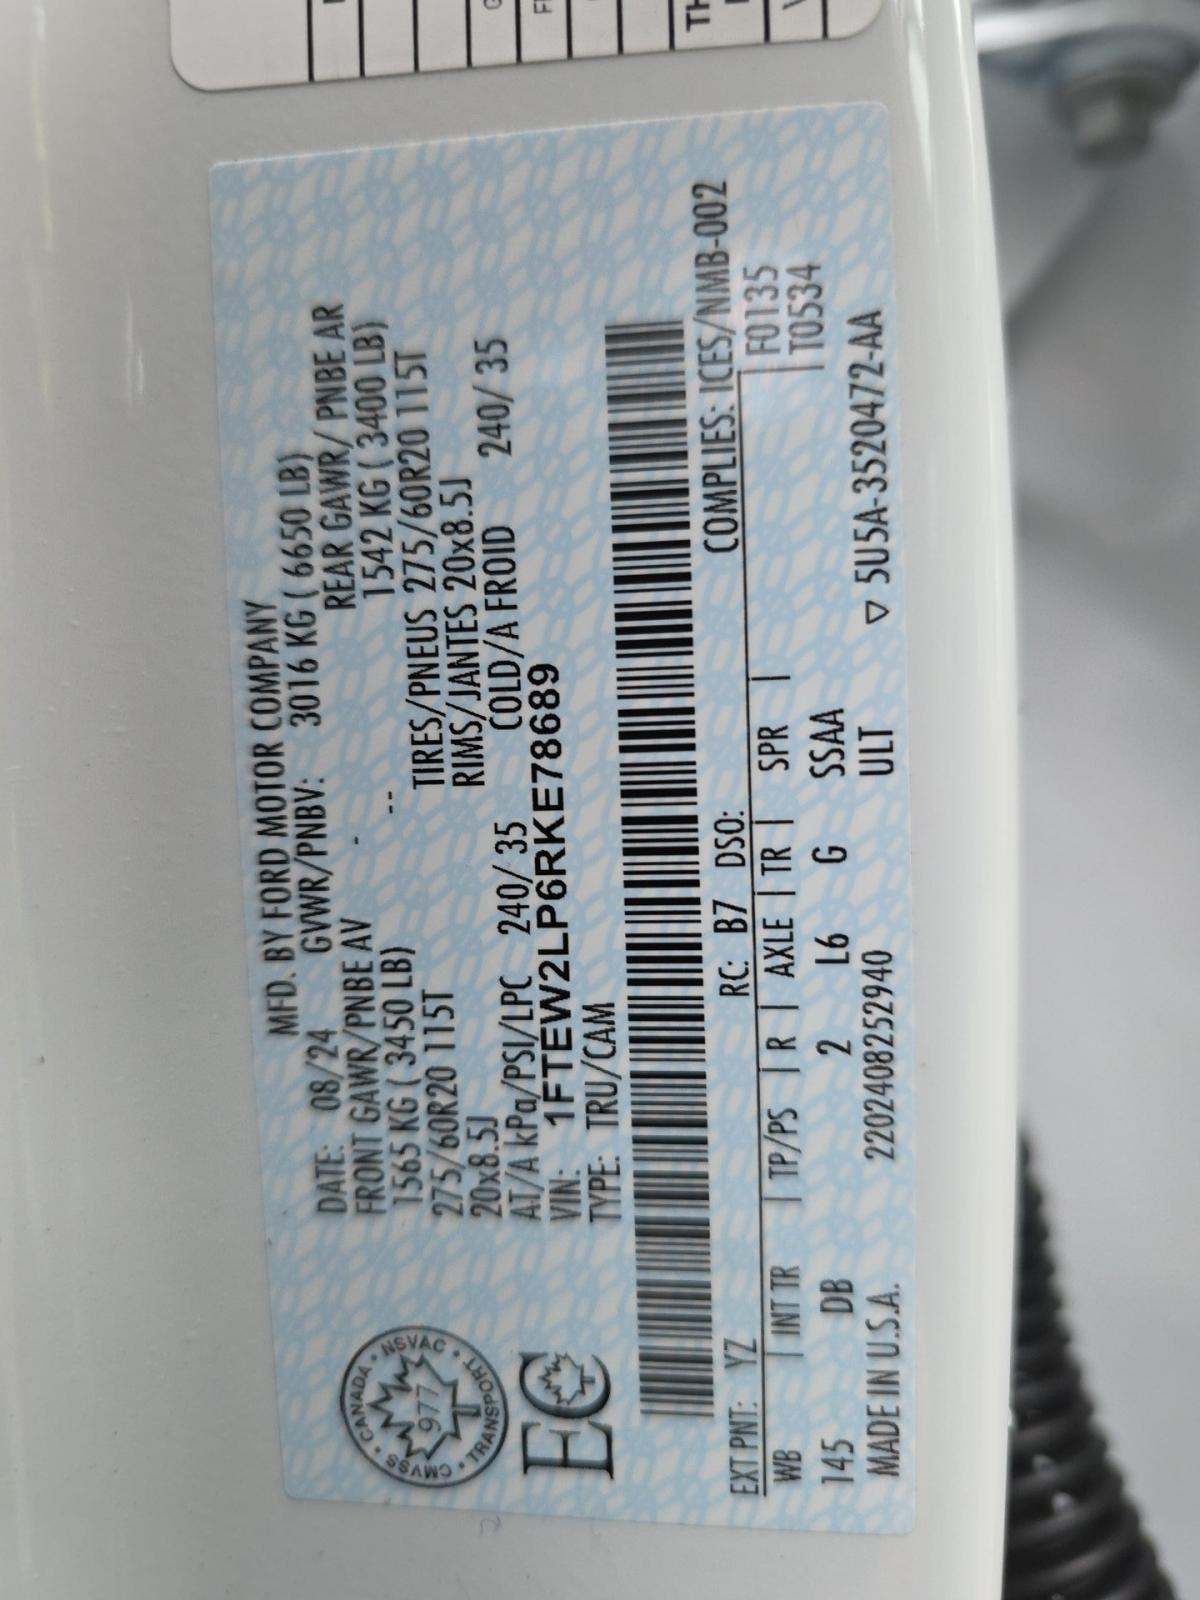 MFD. BY FORD MOTOR COMPANY
DATE: 08/24 GVWR/PNBV: 3016 KG ( 6650 LB)
FRONT GAWR/PNBE AV - REAR GAWR/ PNBE AR
1565 KG ( 3450 LB) -- 1542 KG ( 3400 LB)
275/60R20 115T TIRES/PNEUS 275/60R20 115T
20x8.5J RIMS/JANTES 20x8.5J
AT/A kPa/PSI/LPC 240/ 35 COLD/A FROID 240/ 35
VIN: 1FTEW2LP6RKE78689
TYPE: TRU/CAM
CANADA • NSVAC • TRANSPORT • CMVSS •
977
EC
COMPLIES: ICES/NMB-002
EXT PNT: YZ RC: B7 DSO: F0135
WB | INT TR | TP/PS | R | AXLE | TR | SPR | T0534
145 DB 2 L6 G SSAA
MADE IN U.S.A. 220240825294​0 ULT ▽ 5U5A-3520472-AA